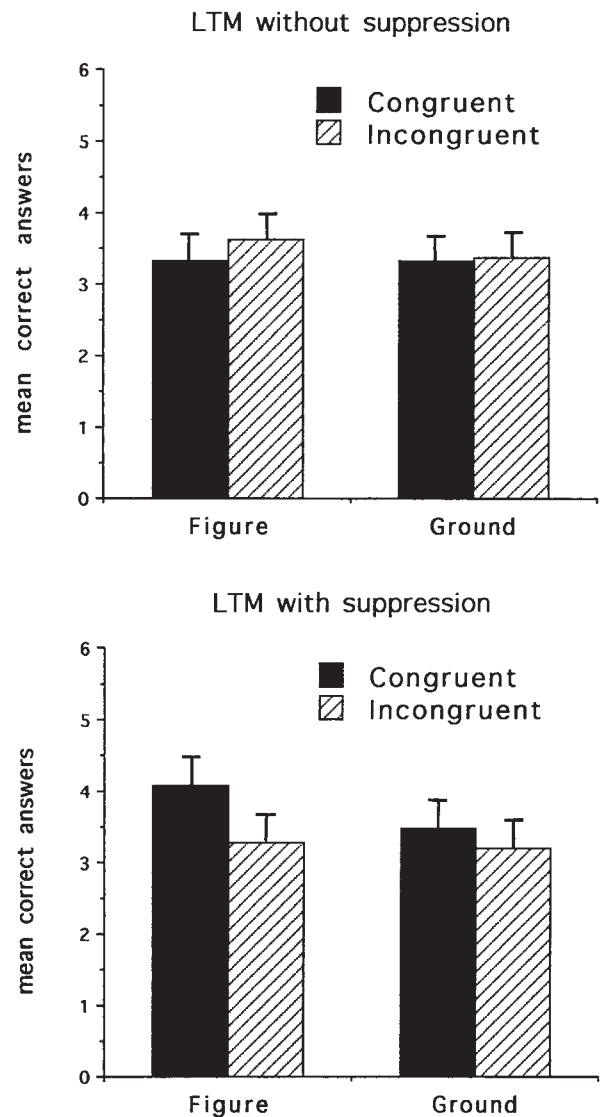 LTM without suppression
6
5
4
3
2
1
0
mean correct answers
Congruent
Incongruent
Figure Ground
LTM with suppression
6
5
4
3
2
1
0
mean correct answers
Congruent
Incongruent
Figure Ground